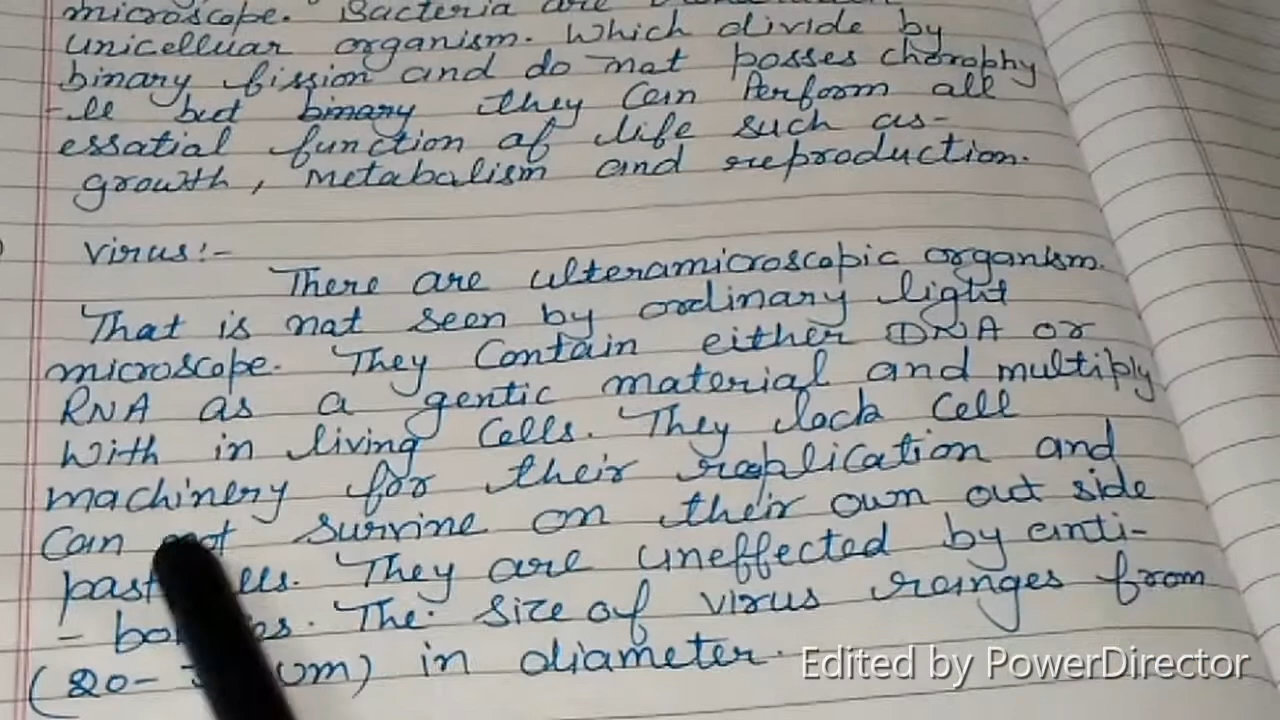 microscope. Bacteria are
Unicelluar organism. Which divide by
binary fission and do not posses chorophy
-ll but binary they Can Perform all
essatial function of life such as-
growth, metabalism and reproduction.
Virus:-
There are ulteramicroscopic organism.
That is not seen by ordinary light
microscope. They Contain either DNA or
RNA as a gentic material and multiply
With in living Cells. They lack Cell
machinery for their replication and
Can not survine on their own out side
They are uneffected by anti-
The size of virus ranges from
(20- in diameter.
Edited by PowerDirector